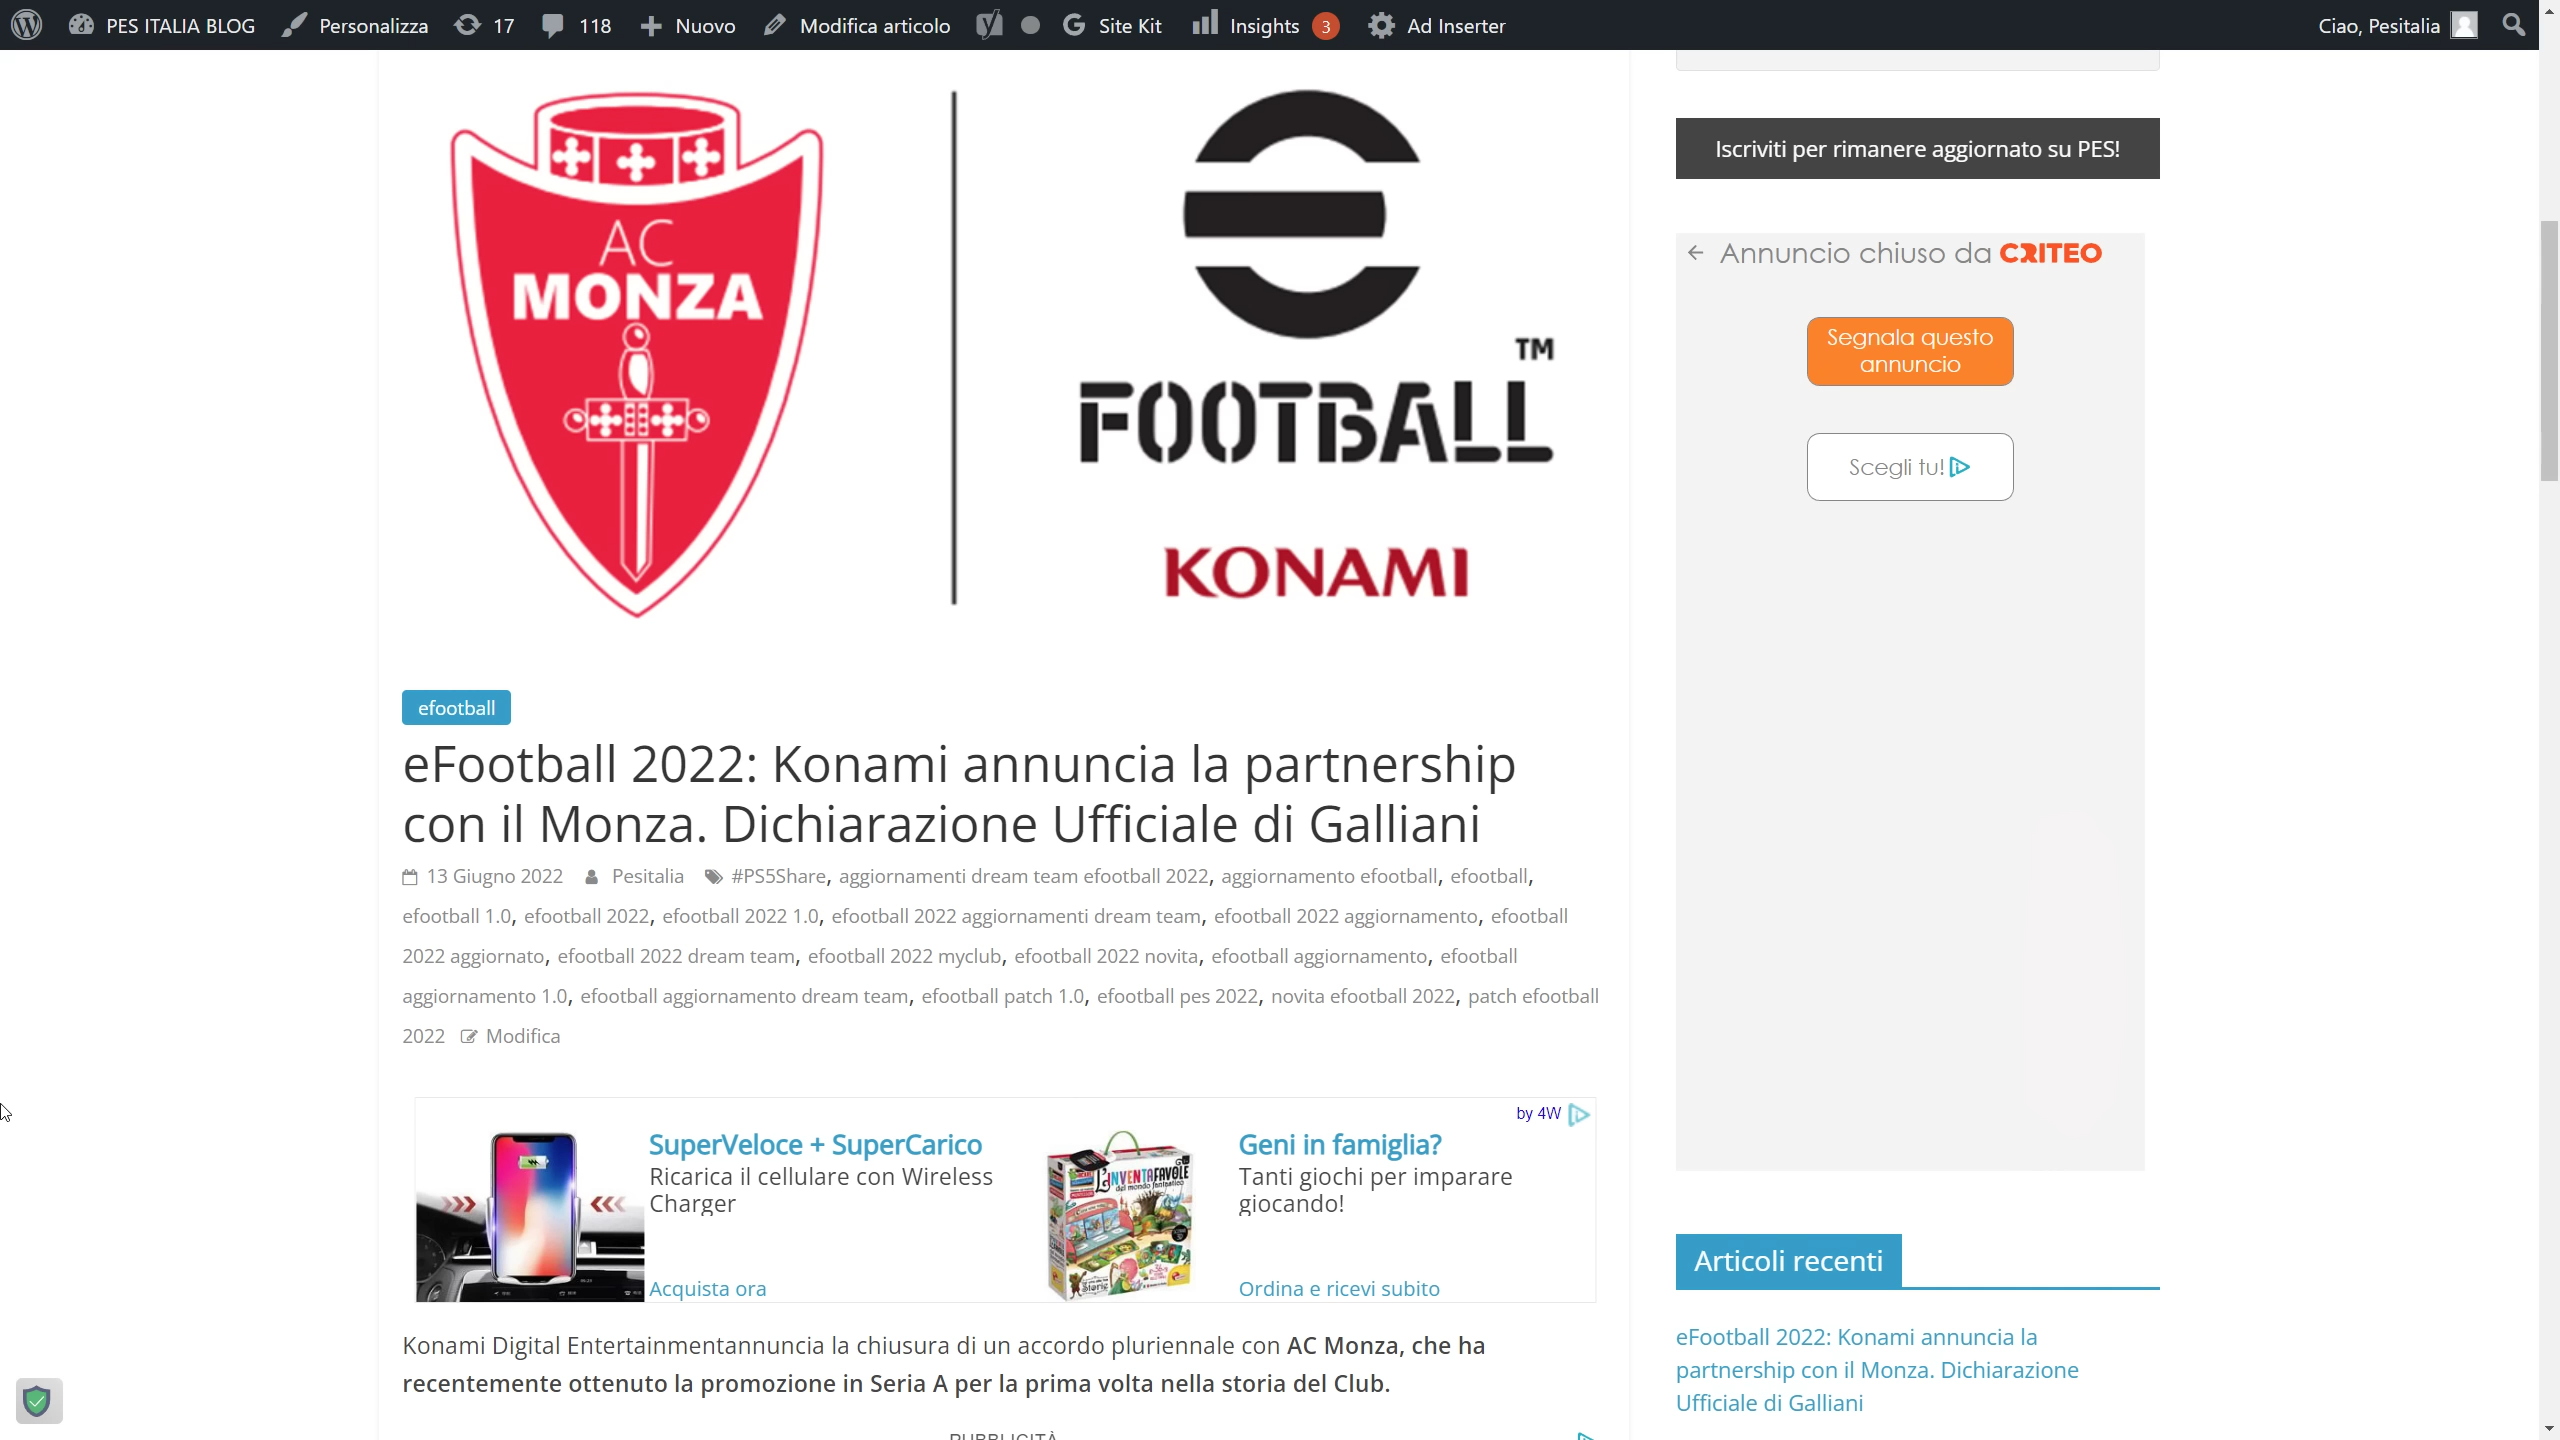 PES ITALIA BLOG Personalizza 17 118 Nuovo Modifica articolo Site Kit Insights 3 Ad Inserter Ciao, Pesitalia
AC
MONZA
TM
FOOTBALL
KONAMI
efootball
eFootball 2022: Konami annuncia la partnership
con il Monza. Dichiarazione Ufficiale di Galliani
13 Giugno 2022 Pesitalia #PS5Share, aggiornamenti dream team efootball 2022, aggiornamento efootball, efootball,
efootball 1.0, efootball 2022, efootball 2022 1.0, efootball 2022 aggiornamenti dream team, efootball 2022 aggiornamento, efootball
2022 aggiornato, efootball 2022 dream team, efootball 2022 myclub, efootball 2022 novita, efootball aggiornamento, efootball
aggiornamento 1.0, efootball aggiornamento dream team, efootball patch 1.0, efootball pes 2022, novita efootball 2022, patch efootball
2022 Modifica
by 4W
SuperVeloce + SuperCarico
Ricarica il cellulare con Wireless
Charger
Acquista ora
L'INVENTAFAVOLE
del mondo fantastico
Geni in famiglia?
Tanti giochi per imparare
giocando!
Ordina e ricevi subito
Konami Digital Entertainmentannuncia la chiusura di un accordo pluriennale con AC Monza, che ha
recentemente ottenuto la promozione in Seria A per la prima volta nella storia del Club.
PUBBLICITÀ
Iscriviti per rimanere aggiornato su PES!
Annuncio chiuso da CRITEO
Segnala questo
annuncio
Scegli tu!
Articoli recenti
eFootball 2022: Konami annuncia la
partnership con il Monza. Dichiarazione
Ufficiale di Galliani